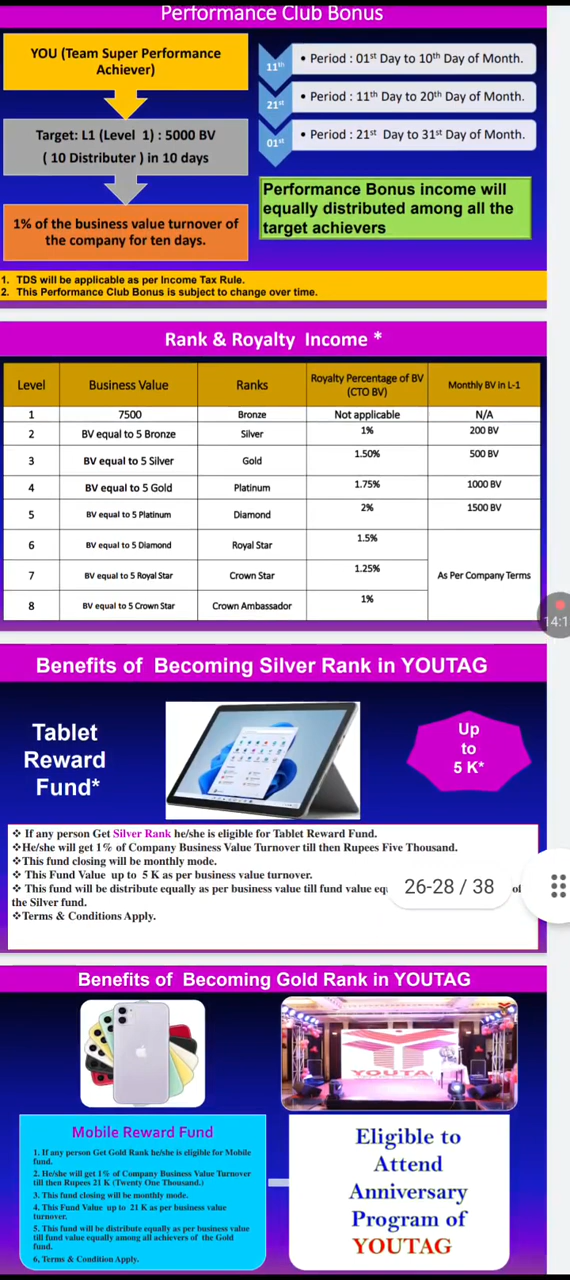 Performance Club Bonus
YOU (Team Super Performance
Achiever)
Target: L1 (Level 1) : 5000 BV
( 10 Distributer ) in 10 days
1% of the business value turnover of
the company for ten days.
11th • Period : 01st Day to 10th Day of Month.
21st • Period : 11th Day to 20th Day of Month.
01st • Period : 21st Day to 31st Day of Month.
Performance Bonus income will
equally distributed among all the
target achievers
1. TDS will be applicable as per Income Tax Rule.
2. This Performance Club Bonus is subject to change over time.
Rank & Royalty Income *
Level Business Value Ranks Royalty Percentage of BV (CTO BV) Monthly BV in L-1
1 7500 Bronze Not applicable N/A
2 BV equal to 5 Bronze Silver 1% 200 BV
3 BV equal to 5 Silver Gold 1.50% 500 BV
4 BV equal to 5 Gold Platinum 1.75% 1000 BV
5 BV equal to 5 Platinum Diamond 2% 1500 BV
6 BV equal to 5 Diamond Royal Star 1.5%
7 BV equal to 5 Royal Star Crown Star 1.25% As Per Company Terms
8 BV equal to 5 Crown Star Crown Ambassador 1%
14:1
Benefits of Becoming Silver Rank in YOUTAG
Tablet
Reward
Fund*
Up
to
5 K*
❖ If any person Get Silver Rank he/she is eligible for Tablet Reward Fund.
❖He/she will get 1% of Company Business Value Turnover till then Rupees Five Thousand.
❖This fund closing will be monthly mode.
❖ This Fund Value up to 5 K as per business value turnover.
❖ This fund will be distribute equally as per business value till fund value of
the Silver fund.
❖Terms & Conditions Apply.
26-28 / 38
Benefits of Becoming Gold Rank in YOUTAG
YOUTA
Mobile Reward Fund
1. If any person Get Gold Rank he/she is eligible for Mobile
fund.
2. He/she will get 1% of Company Business Value Turnover
till then Rupees 21 K (Twenty One Thousand.)
3. This fund closing will be monthly mode.
4. This Fund Value up to 21 K as per business value
turnover.
5. This fund will be distribute equally as per business value
till fund value equally among all achievers of the Gold
fund.
6. Terms & Condition Apply.
Eligible to
Attend
Anniversary
Program of
YOUTAG